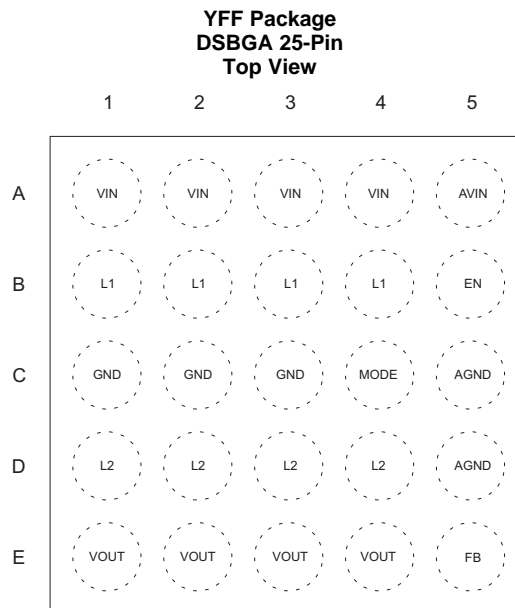 YFF Package
DSBGA 25-Pin
Top View
1 2 3 4 5
A VIN VIN VIN VIN AVIN
B L1 L1 L1 L1 EN
C GND GND GND MODE AGND
D L2 L2 L2 L2 AGND
E VOUT VOUT VOUT VOUT FB